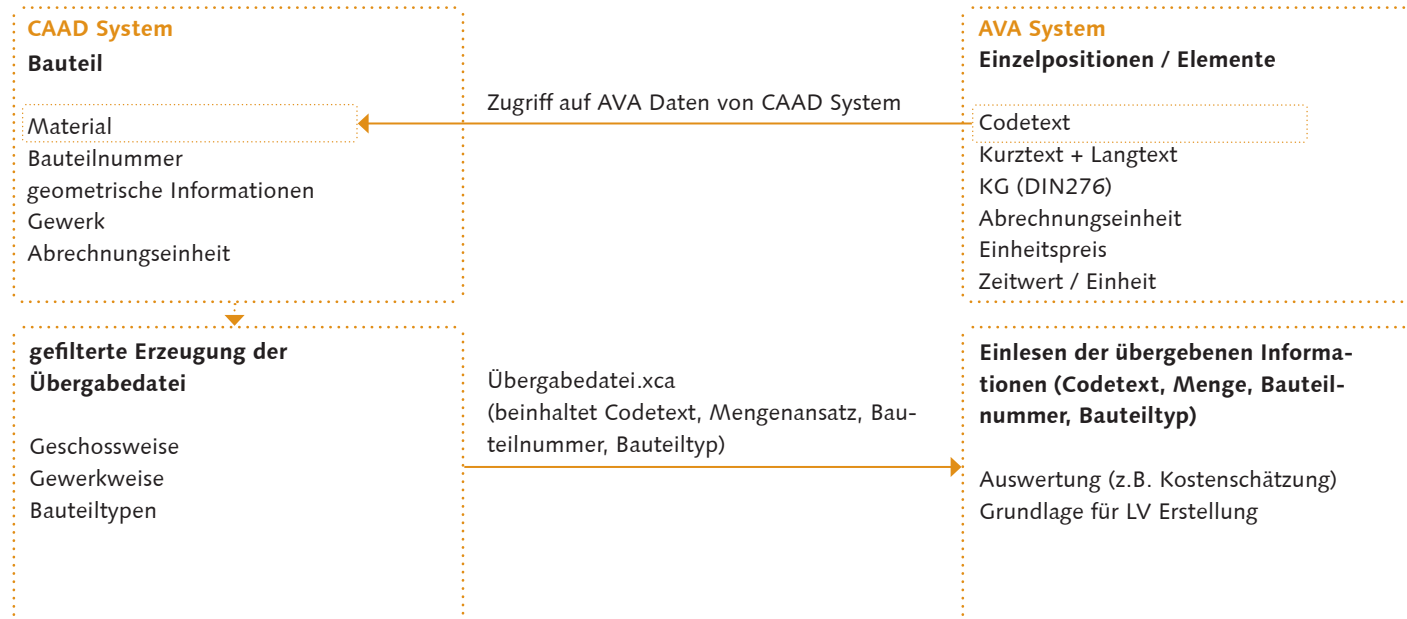 CAAD System
Bauteil
Material
Bauteilnummer
geometrische Informationen
Gewerk
Abrechnungseinheit
Zugriff auf AVA Daten von CAAD System
AVA System
Einzelpositionen / Elemente
Codetext
Kurztext + Langtext
KG (DIN276)
Abrechnungseinheit
Einheitspreis
Zeitwert / Einheit
gefilterte Erzeugung der
Übergabedatei
Geschossweise
Gewerkweise
Bauteiltypen
Übergabedatei.xca
(beinhaltet Codetext, Mengenansatz, Bau-
teilnummer, Bauteiltyp)
Einlesen der übergebenen Informa-
tionen (Codetext, Menge, Bauteil-
nummer, Bauteiltyp)
Auswertung (z.B. Kostenschätzung)
Grundlage für LV Erstellung